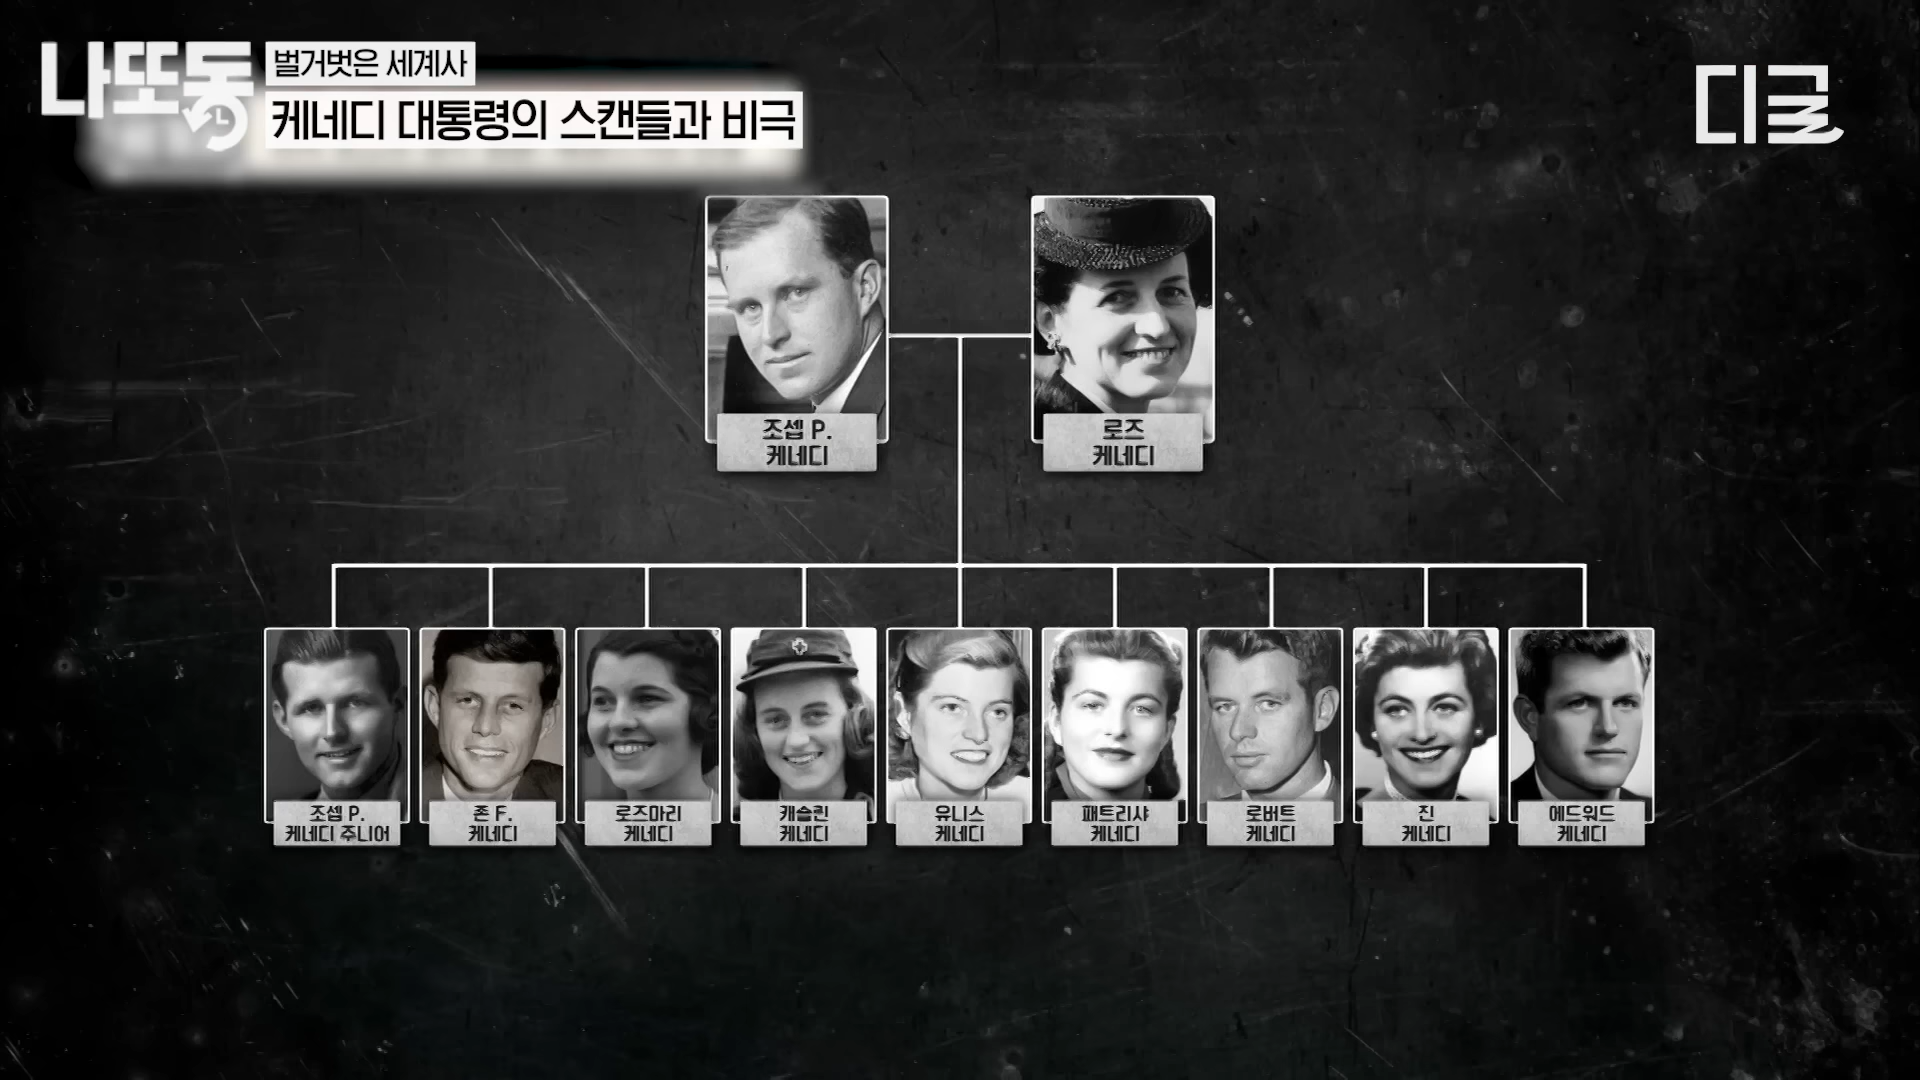 나또동
벌거벗은 세계사
케네디 대통령의 스캔들과 비극
디글
조셉 P.
케네디
로즈
케네디
조셉 P.
케네디 주니어
존 F.
케네디
로즈마리
케네디
캐슬린
케네디
유니스
케네디
패트리샤
케네디
로버트
케네디
진
케네디
에드워드
케네디